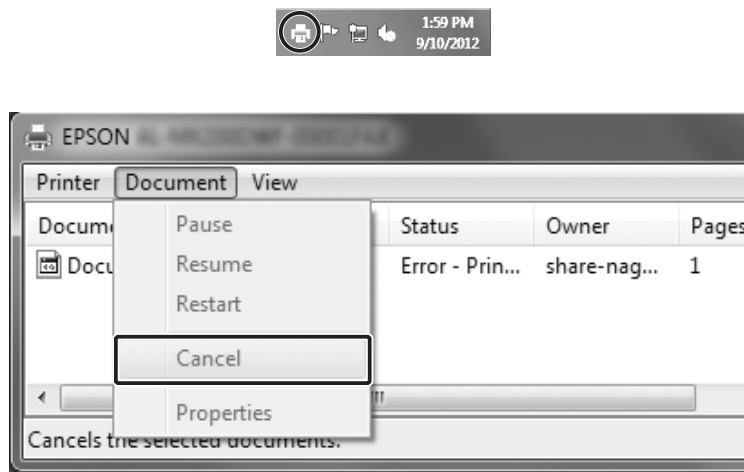 1:59 PM
9/10/2012
EPSON
Printer Document View
Docum Status Owner Pages
Docu Error - Prin... share-nag... 1
Pause
Resume
Restart
Cancel
Properties
Cancels the selected documents.